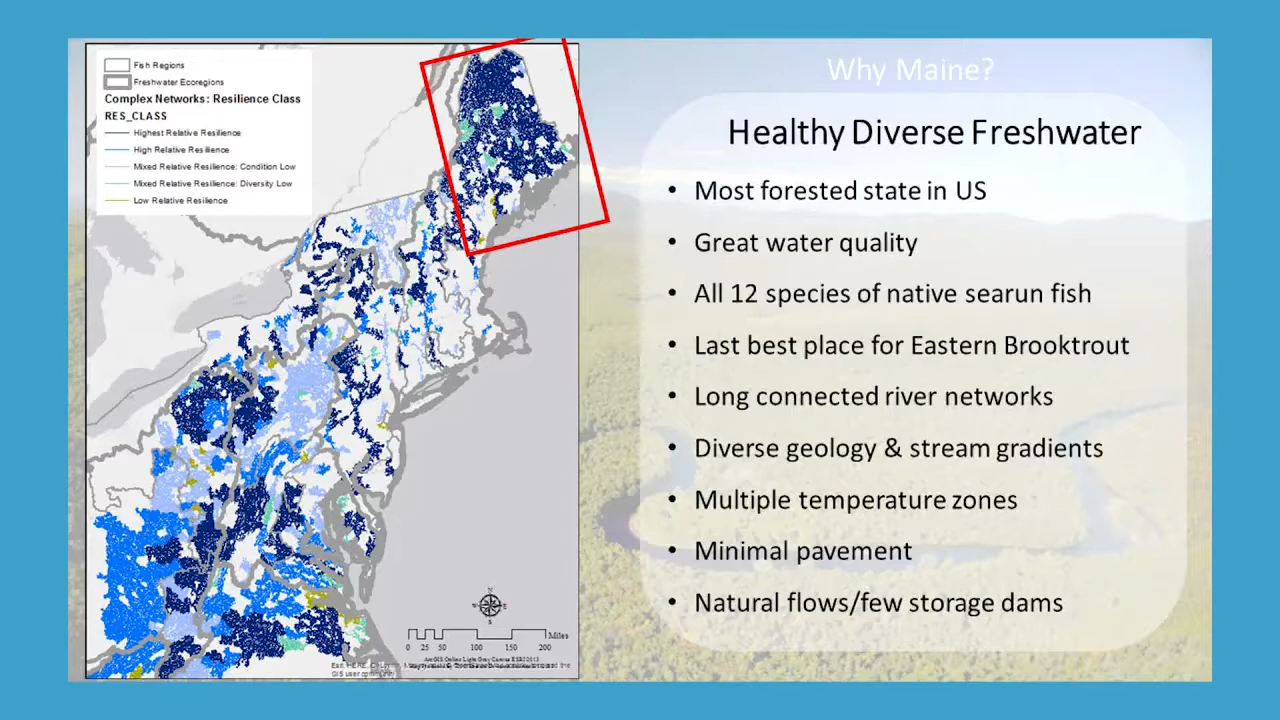 Fish Regions
Freshwater Ecoregions
Complex Networks: Resilience Class
RES_CLASS
Highest Relative Resilience
High Relative Resilience
Mixed Relative Resilience: Condition Low
Mixed Relative Resilience: Diversity Low
Low Relative Resilience
Miles
0 25 50 100 150 200
GIS user community
Why Maine?
Healthy Diverse Freshwater
• Most forested state in US
• Great water quality
• All 12 species of native searun fish
• Last best place for Eastern Brooktrout
• Long connected river networks
• Diverse geology & stream gradients
• Multiple temperature zones
• Minimal pavement
• Natural flows/few storage dams